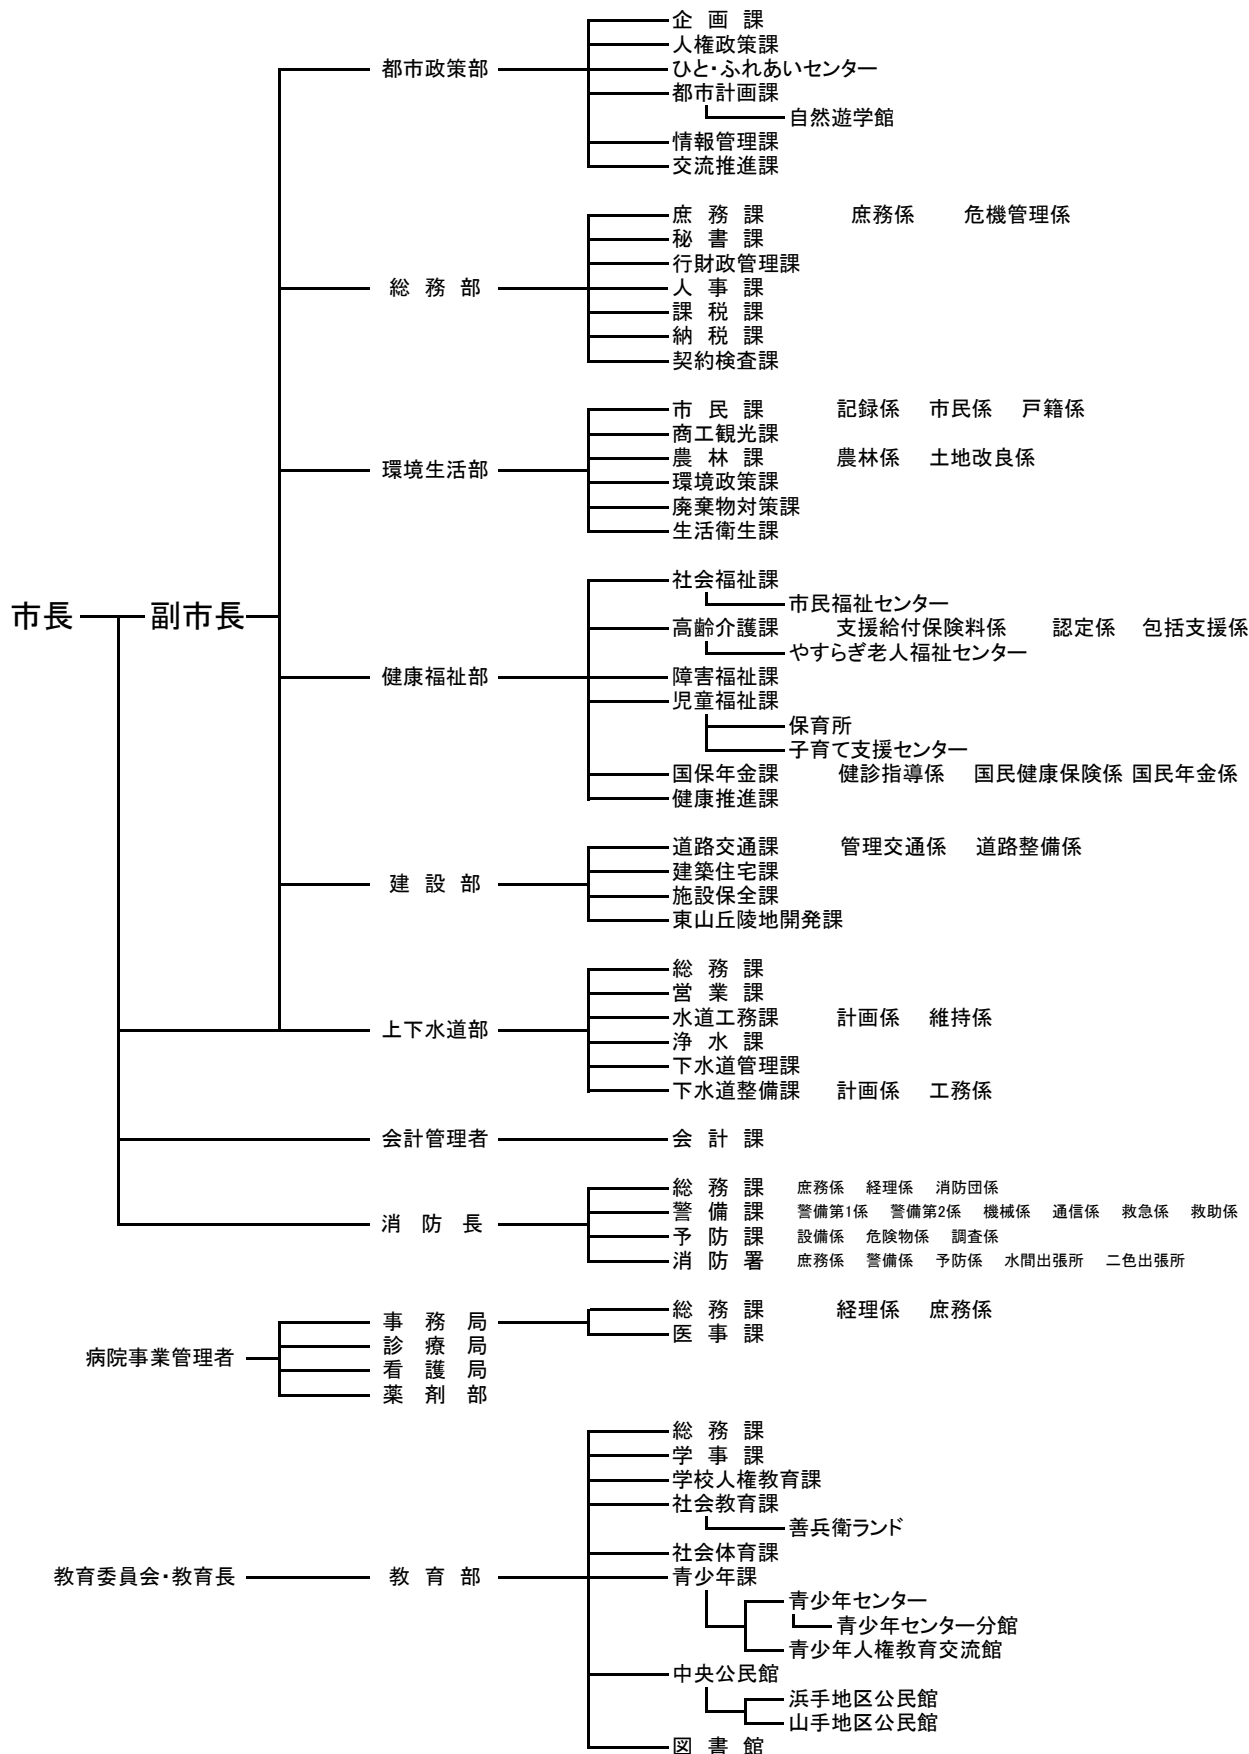 企画課
人権政策課
都市政策部 ひと・ふれあいセンター
都市計画課
自然遊学館
情報管理課
交流推進課
庶務課 庶務係 危機管理係
秘書課
行財政管理課
総務部 人事課
課税課
納税課
契約検査課
市民課 記録係 市民係 戸籍係
商工観光課
農林課 農林係 土地改良係
環境生活部
環境政策課
廃棄物対策課
生活衛生課
社会福祉課
市民福祉センター
市長 副市長
高齢介護課 支援給付保険料係 認定係 包括支援係
やすらぎ老人福祉センター
健康福祉部 障害福祉課
児童福祉課
保育所
子育て支援センター
国保年金課 健診指導係 国民健康保険係 国民年金係
健康推進課
道路交通課 管理交通係 道路整備係
建築住宅課
建設部
施設保全課
東山丘陵地開発課
総務課
営業課
水道工務課 計画係 維持係
上下水道部
浄水課
下水道管理課
下水道整備課 計画係 工務係
会計管理者 会計課
総務課 庶務係 経理係 消防団係
警備課 警備第1係 警備第2係 機械係 通信係 救急係 救助係
消防長
予防課 設備係 危険物係 調査係
消防署 庶務係 警備係 予防係 水間出張所 二色出張所
総務課 経理係 庶務係
事務局
医事課
診療局
病院事業管理者
看護局
薬剤部
総務課
学事課
学校人権教育課
社会教育課
善兵衛ランド
社会体育課
教育委員会・教育長 教育部 青少年課
青少年センター
青少年センター分館
青少年人権教育交流館
中央公民館
浜手地区公民館
山手地区公民館
図書館